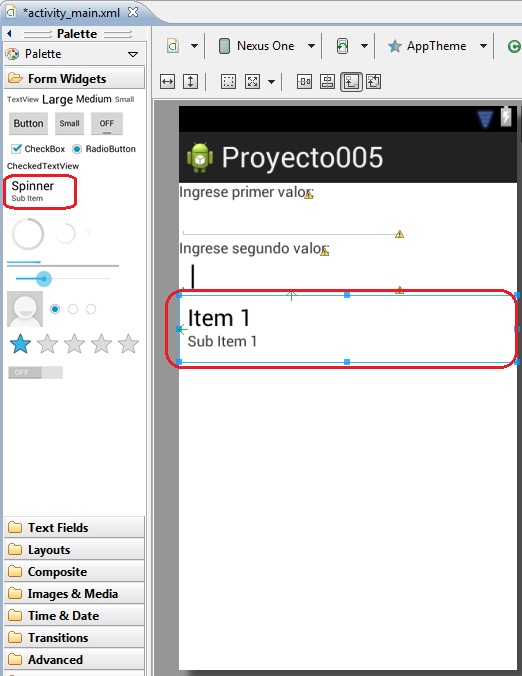 *activity_main.xml
Palette
Palette
Nexus One
AppTheme
C
Form Widgets
TextView Large Medium Small
Button Small OFF
CheckBox RadioButton
CheckedTextView
Spinner
Sub Item
OFF
Text Fields
Layouts
Composite
Images & Media
Time & Date
Transitions
Advanced
Proyecto005
Ingrese primer valor:
Ingrese segundo valor:
Item 1
Sub Item 1